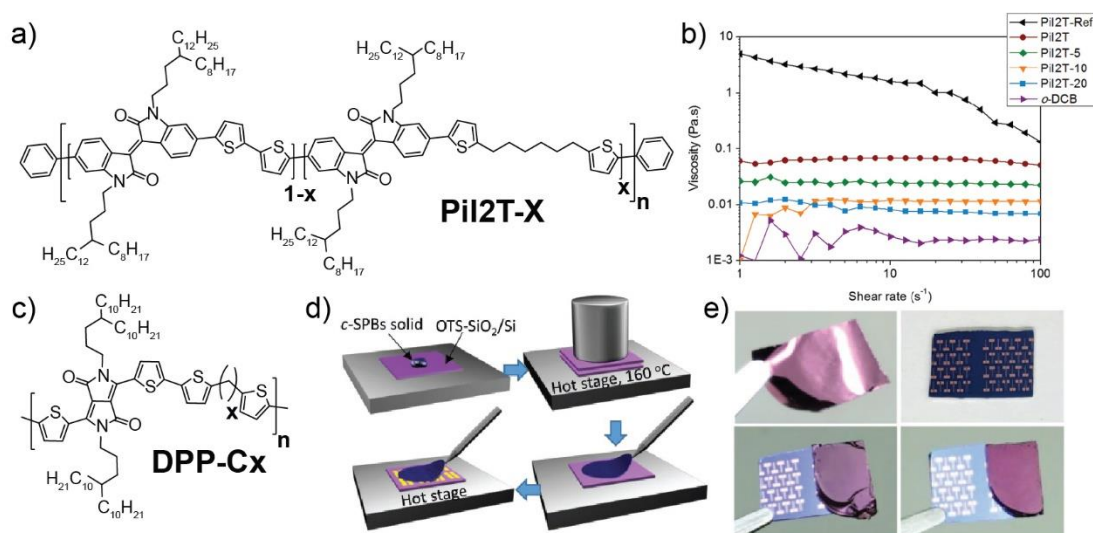 a)
C₁₂H₂₅
C₈H₁₇
N
O
S
S
1-x
O
N
C₈H₁₇
H₂₅C₁₂
H₂₅C₁₂
C₈H₁₇
N
O
S
S
x
n
O
N
H₂₅C₁₂
C₈H₁₇
PiI2T-X
b)
Viscosity (Pa.s)
10
1
0.1
0.01
1E-3
1
10
100
Shear rate (s⁻¹)
PiI2T-Ref
PiI2T
PiI2T-5
PiI2T-10
PiI2T-20
o-DCB
c)
C₁₀H₂₁
C₁₀H₂₁
O
N
S
S
S
x
S
n
N
O
H₂₁C₁₀
C₁₀H₂₁
DPP-Cx
d)
c-SPBs solid
OTS-SiO₂/Si
Hot stage, 160 °C
Hot stage
e)